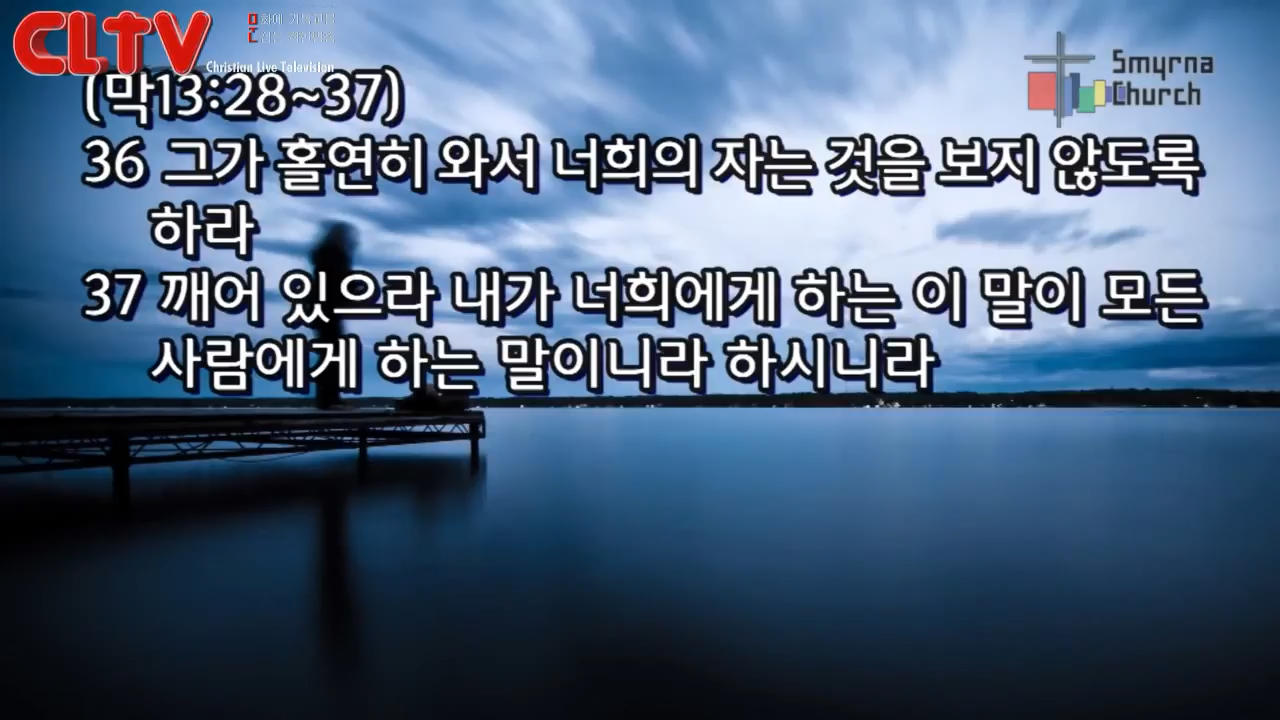 CLTV
Christian Live Television
Smyrna
Church
(막13:28~37)
36 그가 홀연히 와서 너희의 자는 것을 보지 않도록
하라
37 깨어 있으라 내가 너희에게 하는 이 말이 모든
사람에게 하는 말이니라 하시니라